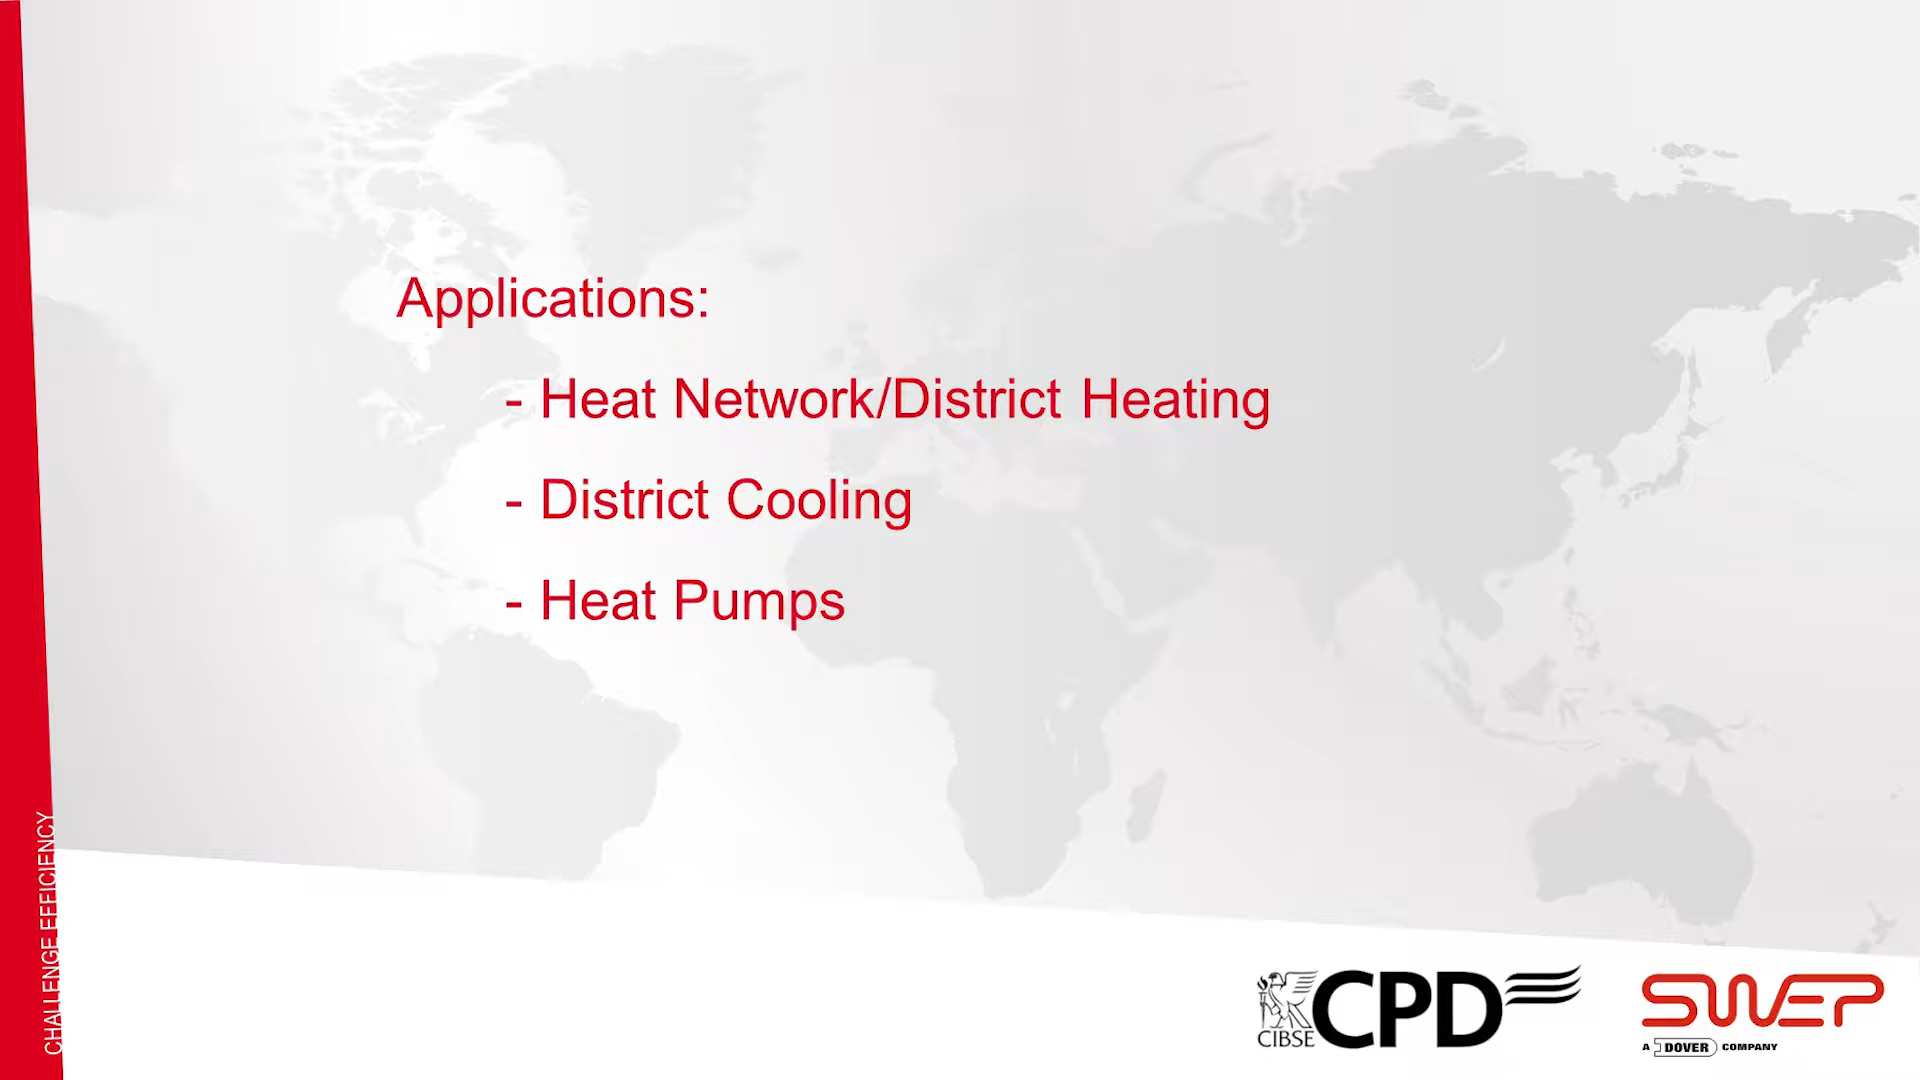 Applications:
- Heat Network/District Heating
- District Cooling
- Heat Pumps
CHALLENGE EFFICIENCY
CIBSE
CPD
SWEP
A DOVER COMPANY